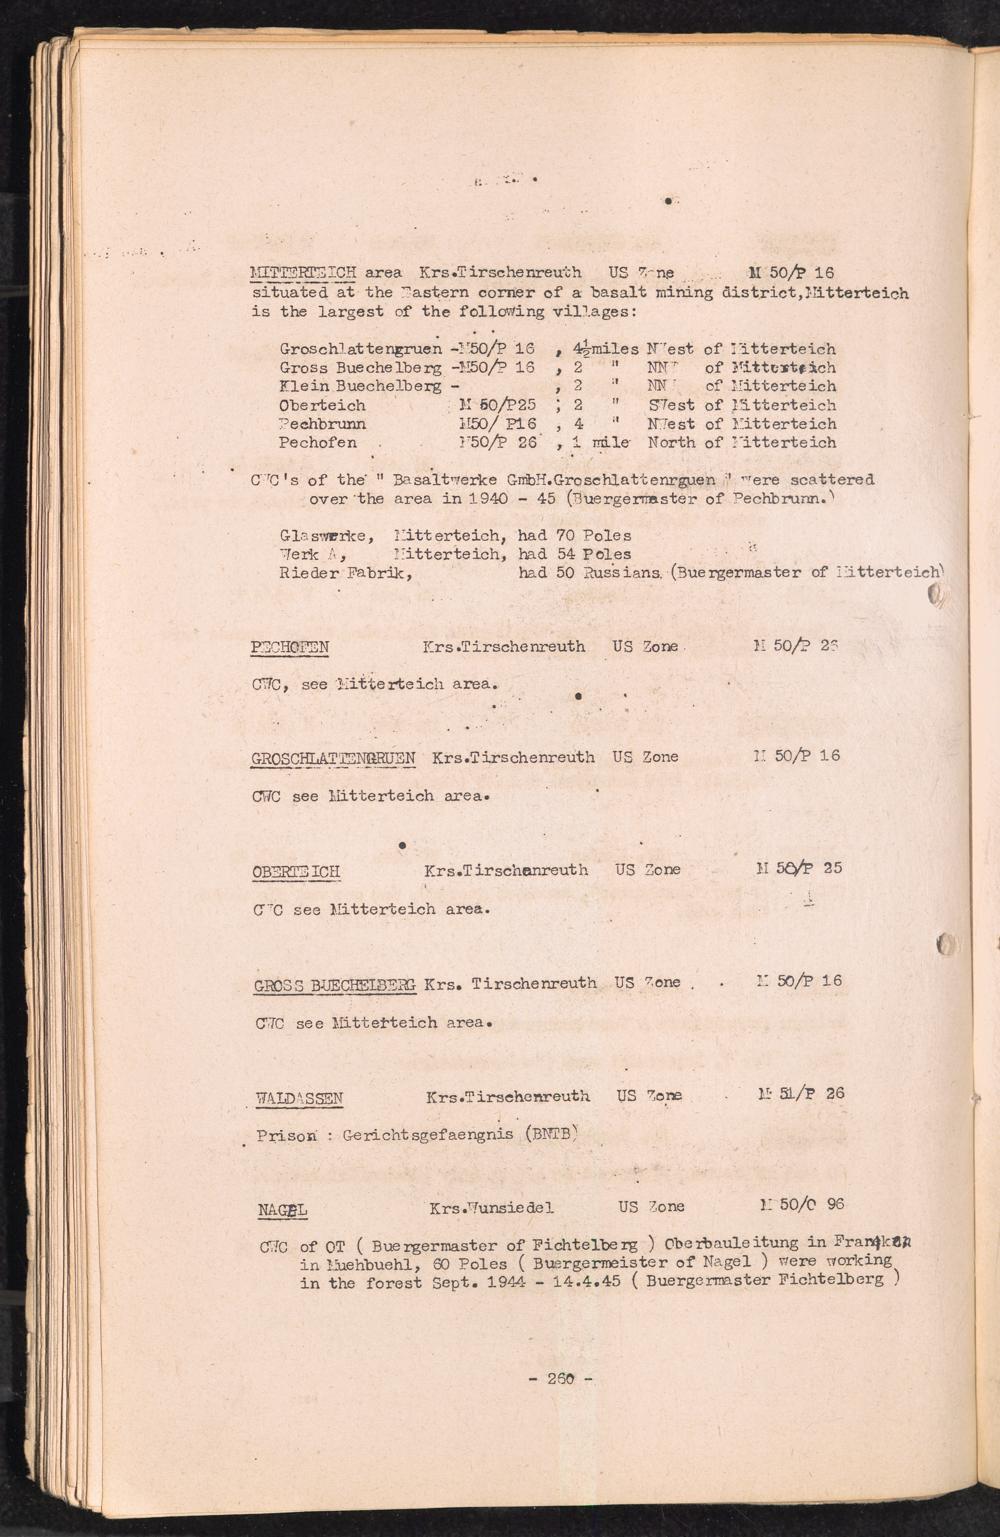 MITTERTEICH area Krs.Tirschenreuth US Zone M 50/P 16
situated at the Eastern corner of a basalt mining district,Mitterteich
is the largest of the following villages:
Groschlattengruen -M50/P 16 , 4½miles NWest of Mitterteich
Gross Buechelberg -M50/P 16 , 2 " NNW of Mitterteich
Klein Buechelberg - , 2 " NNW of Mitterteich
Oberteich M 50/P25 ; 2 " SWest of Mitterteich
Pechbrunn M50/ P16 , 4 " NWest of Mitterteich
Pechofen M50/P 26 , 1 mile North of Mitterteich
CWC's of the " Basaltwerke GmbH.Groschlattenrguen " were scattered
over the area in 1940 - 45 (Buergermaster of Pechbrunn.)
Glaswerke, Mitterteich, had 70 Poles
Werk A, Mitterteich, had 54 Poles
Rieder Fabrik, had 50 Russians (Buergermaster of Mitterteich)
PECHOFEN Krs.Tirschenreuth US Zone M 50/P 26
CWC, see Mitterteich area.
GROSCHLATTENGRUEN Krs.Tirschenreuth US Zone M 50/P 16
CWC see Mitterteich area.
OBERTEICH Krs.Tirschenreuth US Zone M 50/P 25
CWC see Mitterteich area.
GROSS BUECHELBERG Krs. Tirschenreuth US Zone M 50/P 16
CWC see Mitterteich area.
WALDASSEN Krs.Tirschenreuth US Zone M 51/P 26
Prison : Gerichtsgefaengnis (BNTB)
NAGEL Krs.Wunsiedel US Zone M 50/O 96
CWC of OT ( Buergermaster of Fichtelberg ) Oberbauleitung in Franken
in Muehbuehl, 60 Poles ( Buergermeister of Nagel ) were working
in the forest Sept. 1944 - 14.4.45 ( Buergermaster Fichtelberg )
- 260 -